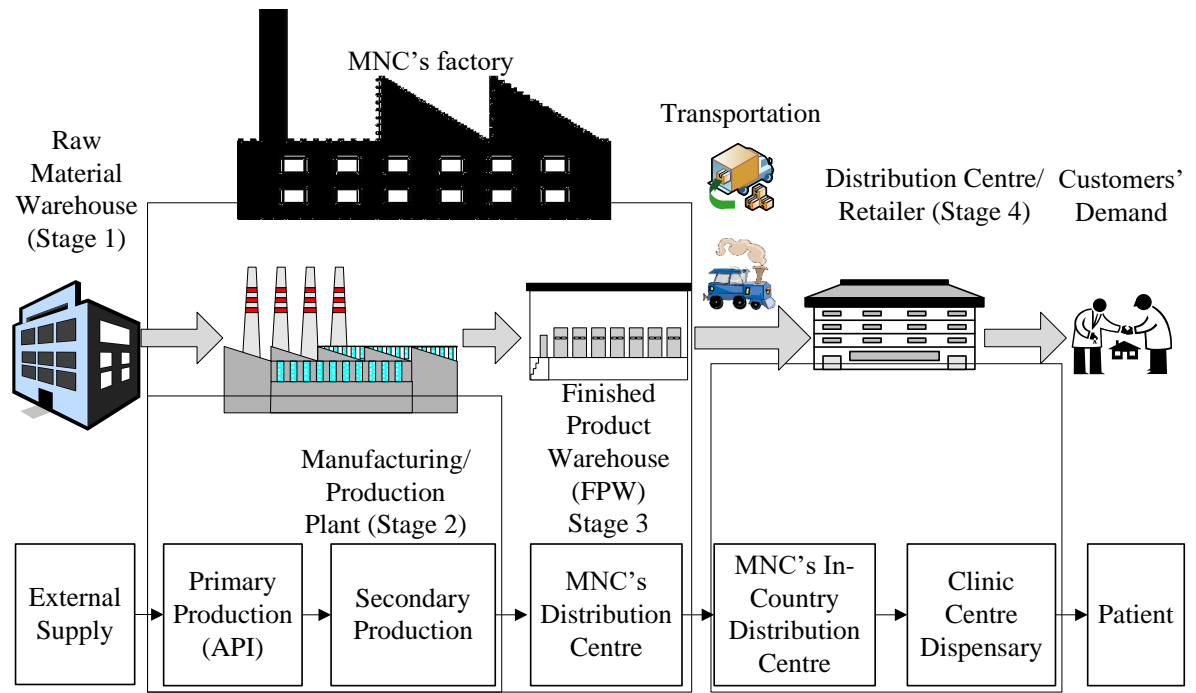 MNC’s factory
Transportation
Raw
Material
Warehouse
(Stage 1)
Distribution Centre/
Retailer (Stage 4)
Customers’
Demand
Finished
Product
Warehouse
(FPW)
Stage 3
Manufacturing/
Production
Plant (Stage 2)
External
Supply
Primary
Production
(API)
Secondary
Production
MNC’s
Distribution
Centre
MNC’s In-
Country
Distribution
Centre
Clinic
Centre
Dispensary
Patient